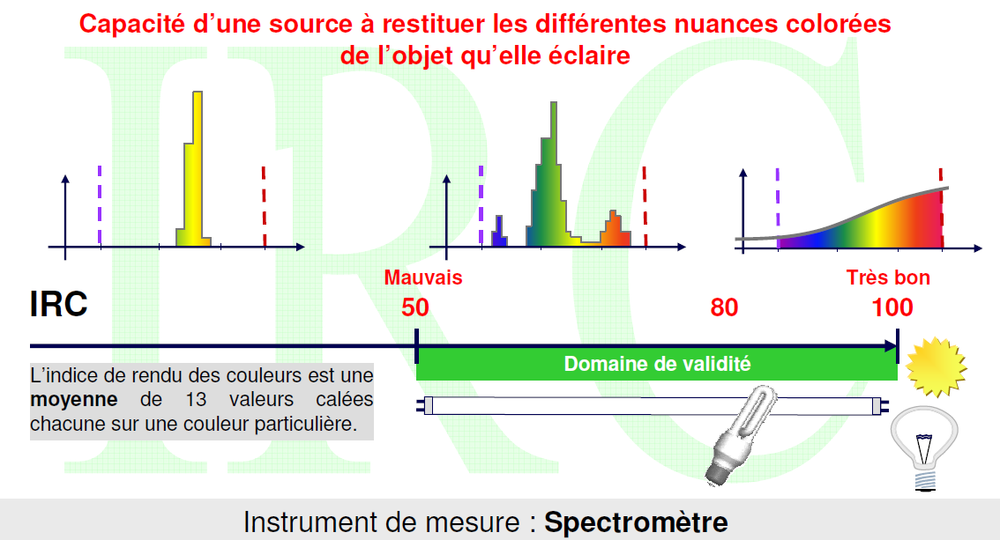 Capacité d’une source à restituer les différentes nuances colorées
de l’objet qu’elle éclaire
Mauvais
Très bon
IRC
50
80
100
Domaine de validité
L’indice de rendu des couleurs est une
moyenne de 13 valeurs calées
chacune sur une couleur particulière.
IRC
Instrument de mesure : Spectromètre